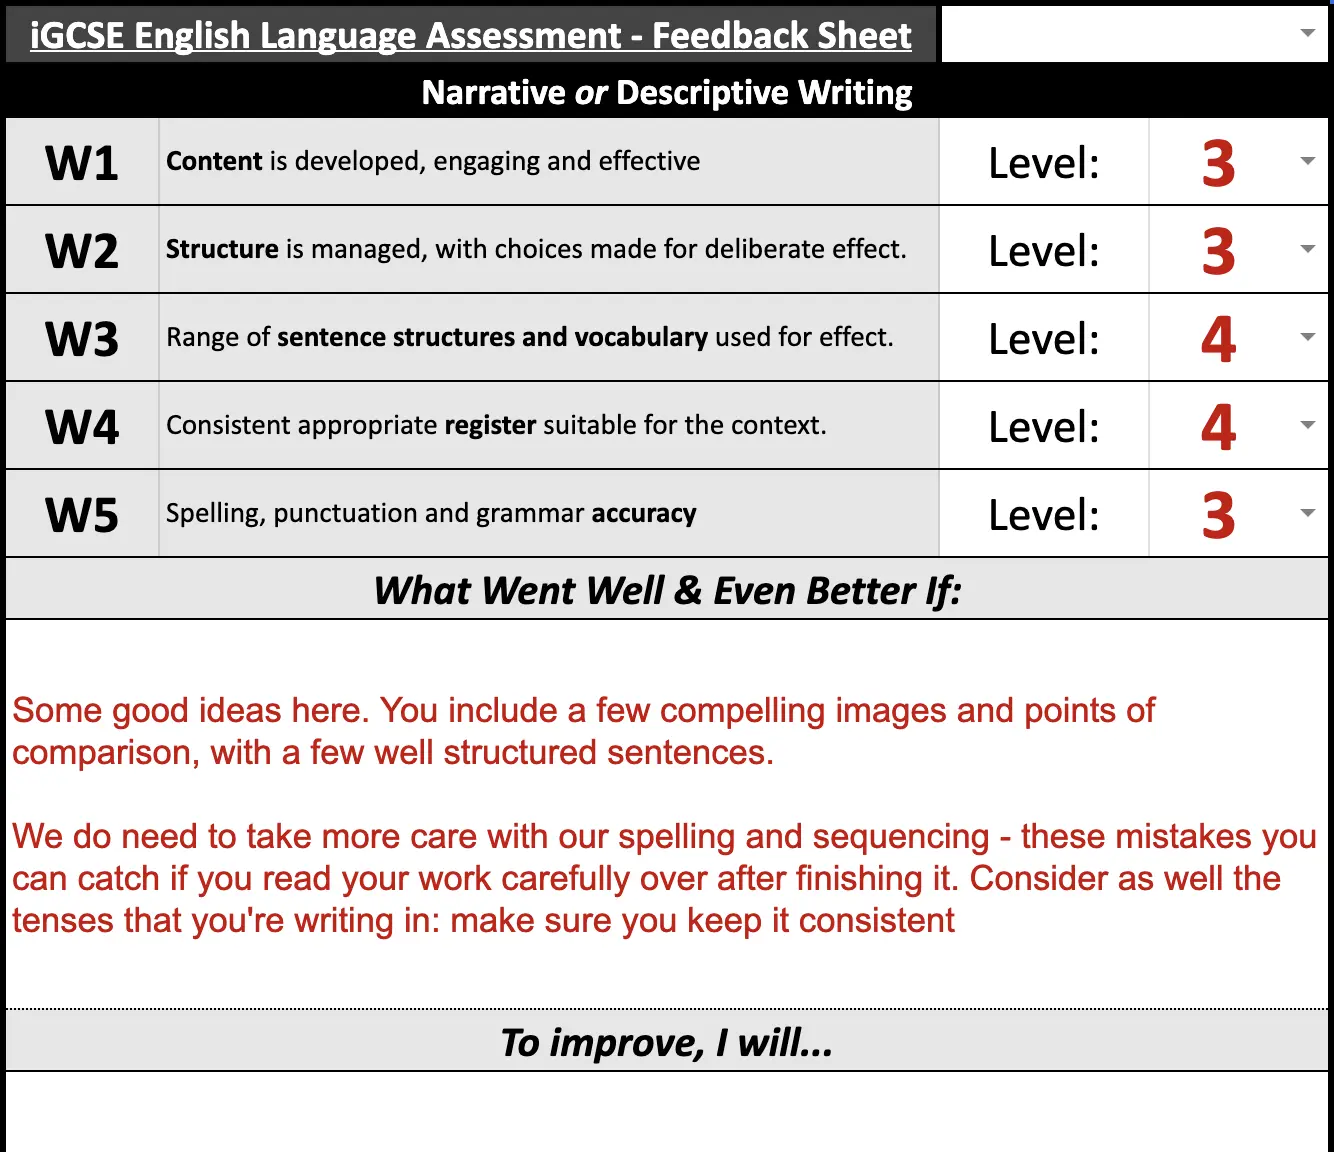 iGCSE English Language Assessment - Feedback Sheet
Narrative or Descriptive Writing
W1 Content is developed, engaging and effective Level: 3
W2 Structure is managed, with choices made for deliberate effect. Level: 3
W3 Range of sentence structures and vocabulary used for effect. Level: 4
W4 Consistent appropriate register suitable for the context. Level: 4
W5 Spelling, punctuation and grammar accuracy Level: 3
What Went Well & Even Better If:
Some good ideas here. You include a few compelling images and points of
comparison, with a few well structured sentences.
We do need to take more care with our spelling and sequencing - these mistakes you
can catch if you read your work carefully over after finishing it. Consider as well the
tenses that you're writing in: make sure you keep it consistent
To improve, I will...